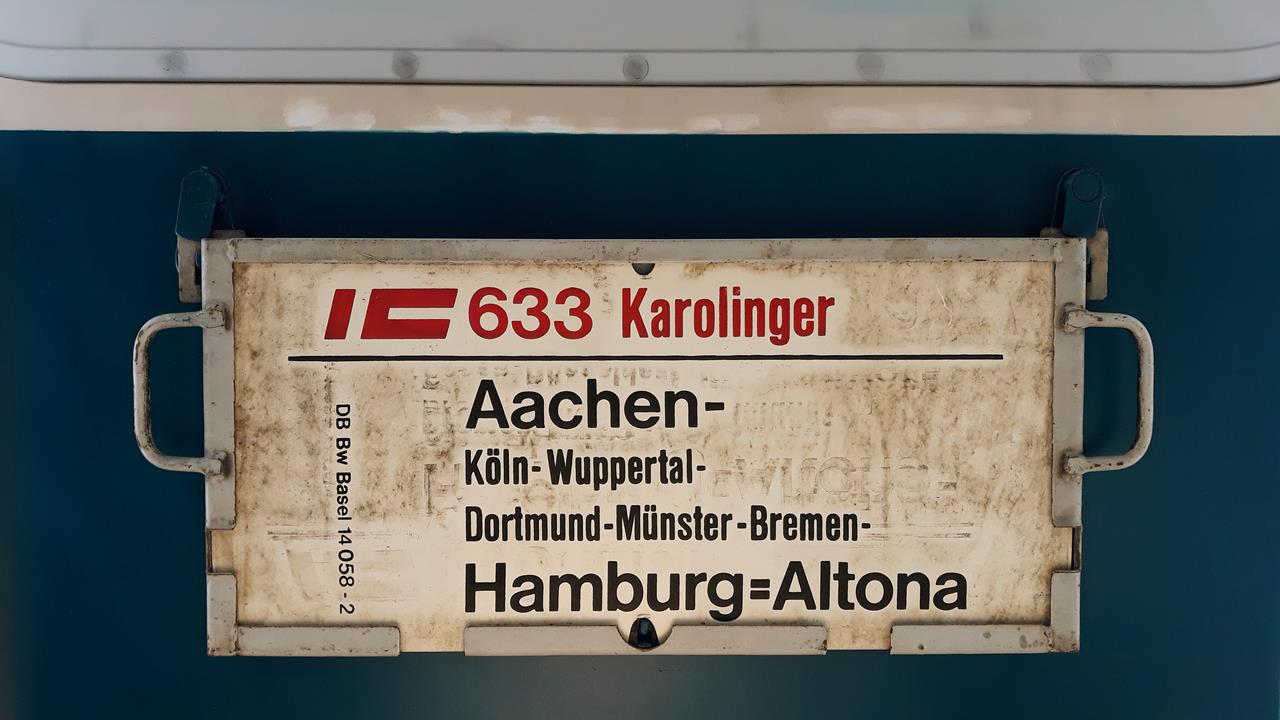 IC 633 Karolinger
Aachen-
Köln-Wuppertal-
Dortmund-Münster-Bremen-
Hamburg=Altona
DB Bw Basel 14 058 - 2